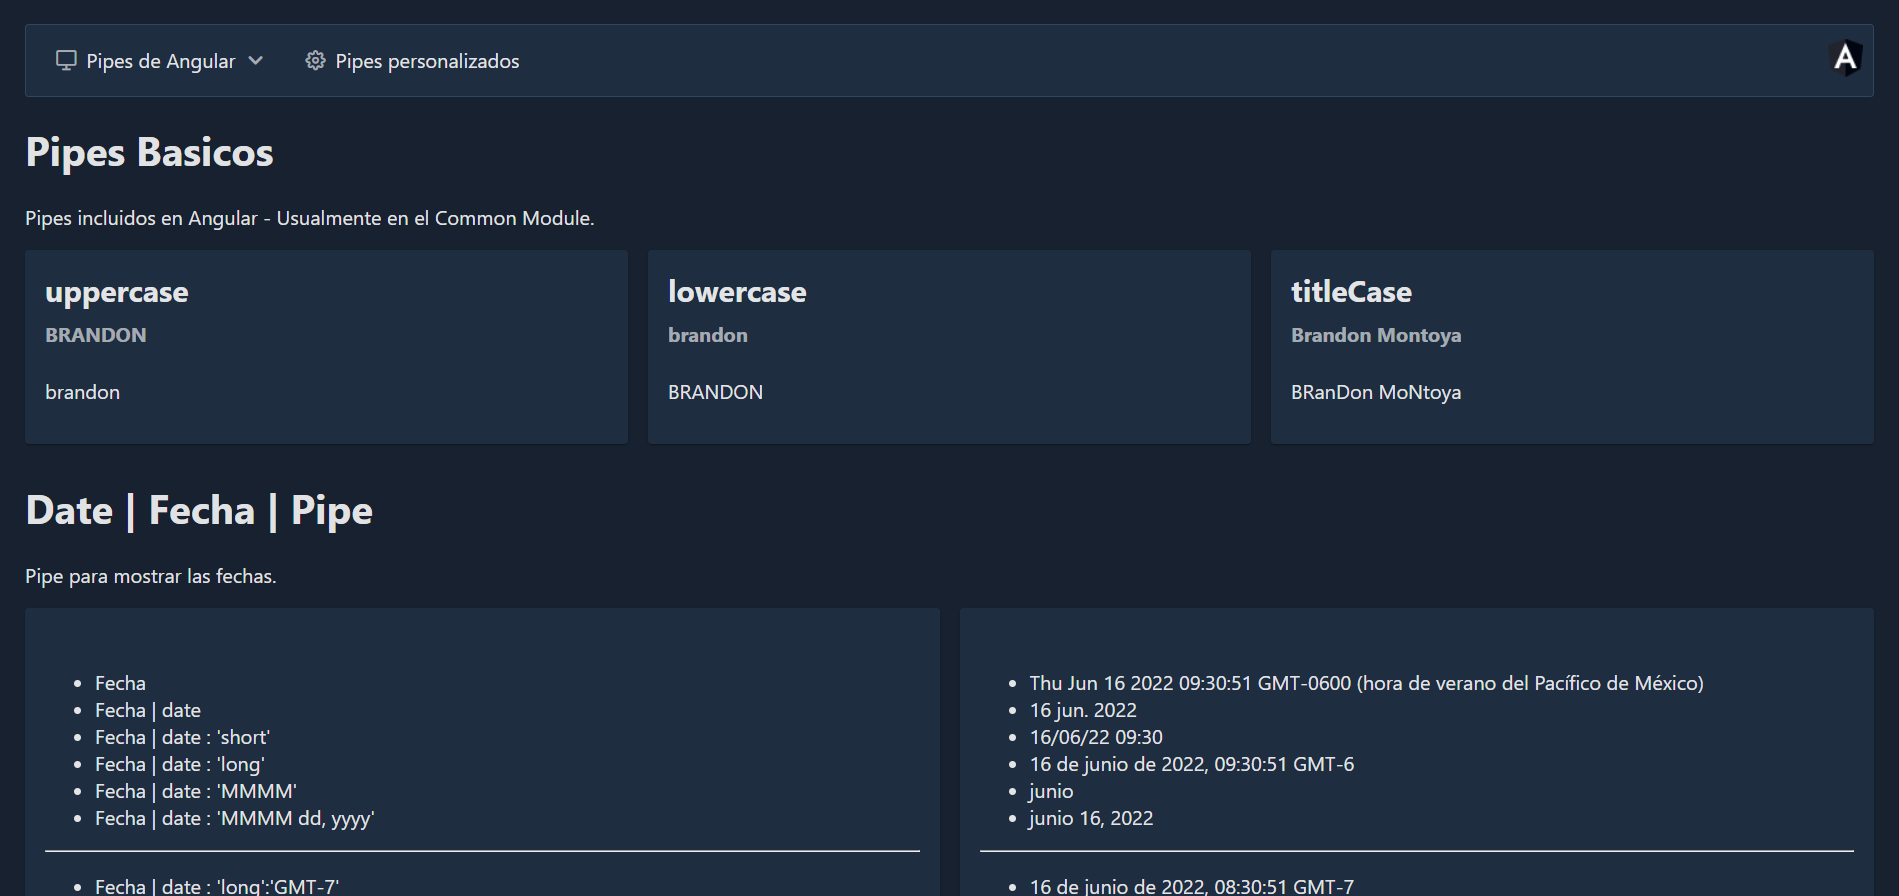 Pipes de Angular
Pipes personalizados
A
Pipes Basicos
Pipes incluidos en Angular - Usualmente en el Common Module.
uppercase
BRANDON
brandon
lowercase
brandon
BRANDON
titleCase
Brandon Montoya
BRanDon MoNtoya
Date | Fecha | Pipe
Pipe para mostrar las fechas.
Fecha
Fecha | date
Fecha | date : 'short'
Fecha | date : 'long'
Fecha | date : 'MMMM'
Fecha | date : 'MMMM dd, yyyy'
Fecha | date : 'long':'GMT-7'
Thu Jun 16 2022 09:30:51 GMT-0600 (hora de verano del Pacífico de México)
16 jun. 2022
16/06/22 09:30
16 de junio de 2022, 09:30:51 GMT-6
junio
junio 16, 2022
16 de junio de 2022, 08:30:51 GMT-7